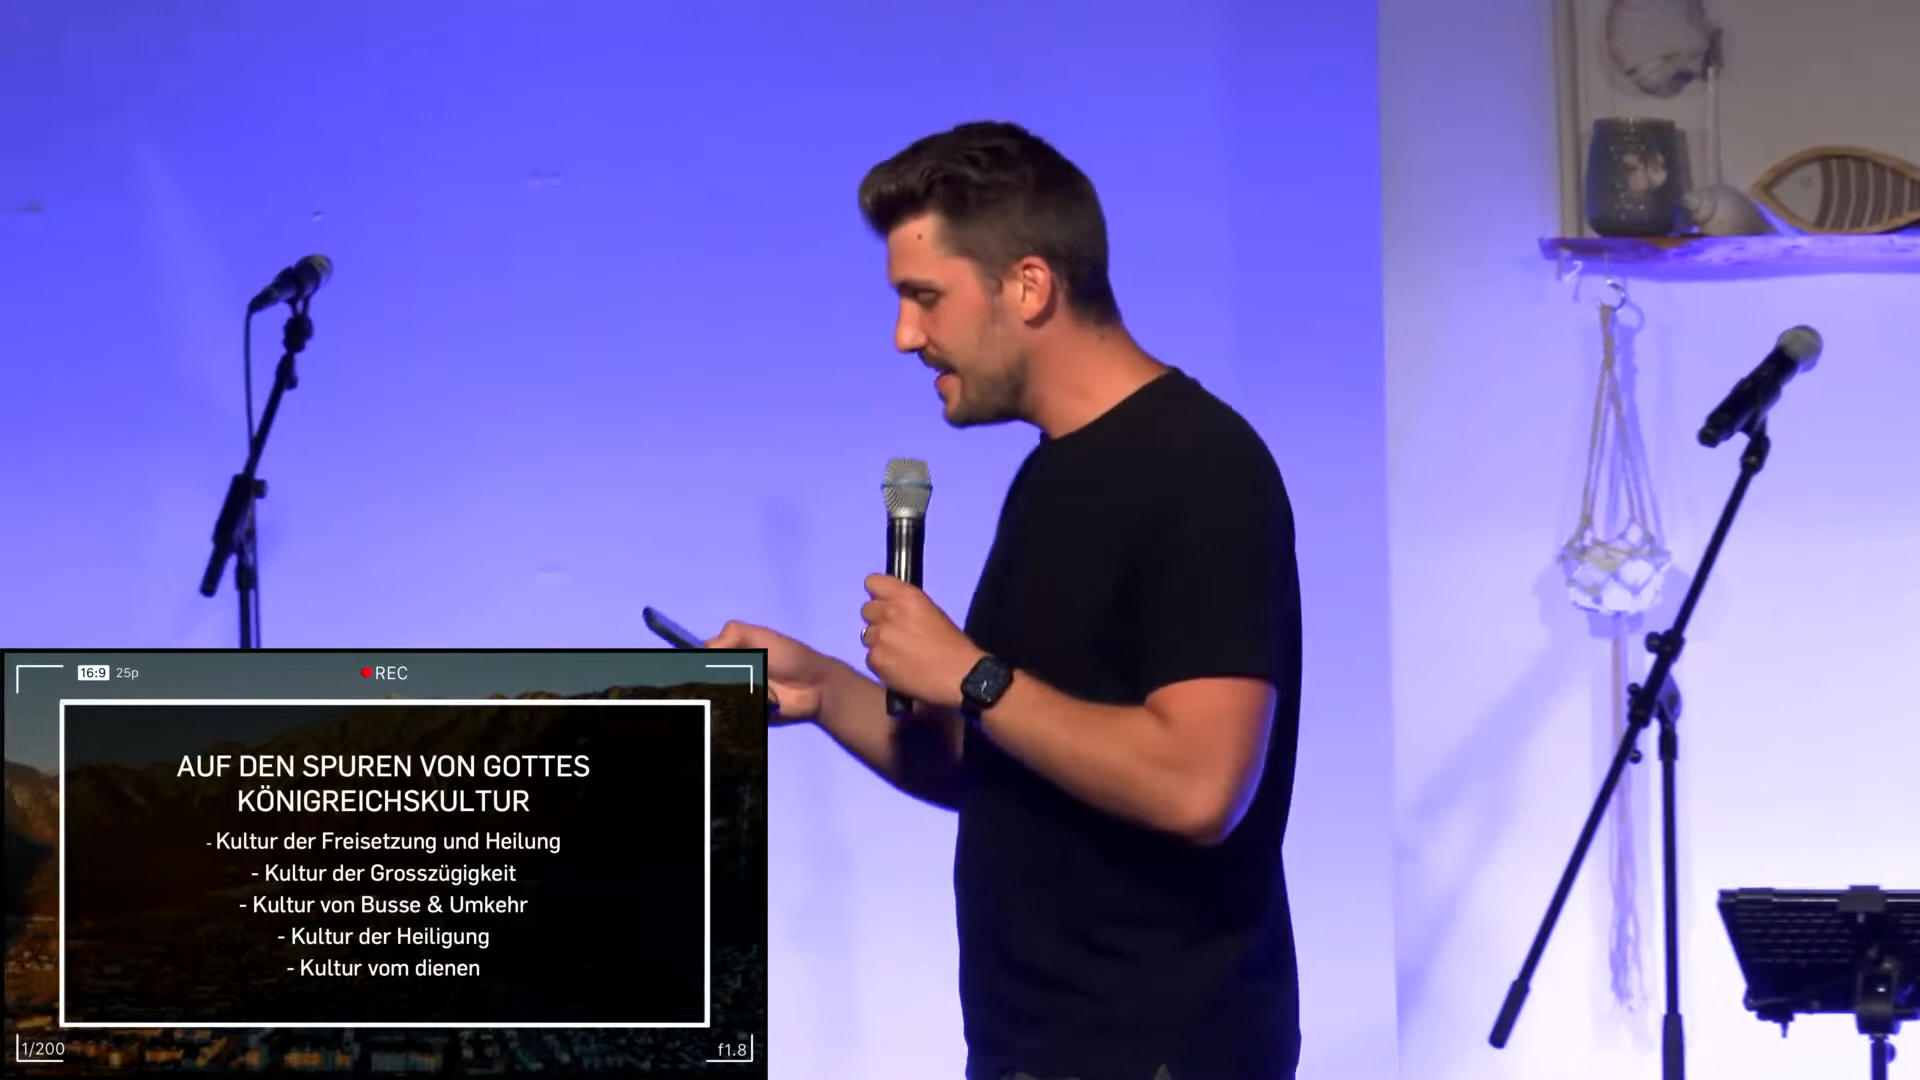 16:9 25p
REC
AUF DEN SPUREN VON GOTTES
KÖNIGREICHSKULTUR
- Kultur der Freisetzung und Heilung
- Kultur der Grosszügigkeit
- Kultur von Busse & Umkehr
- Kultur der Heiligung
- Kultur vom dienen
1/200
f1.8